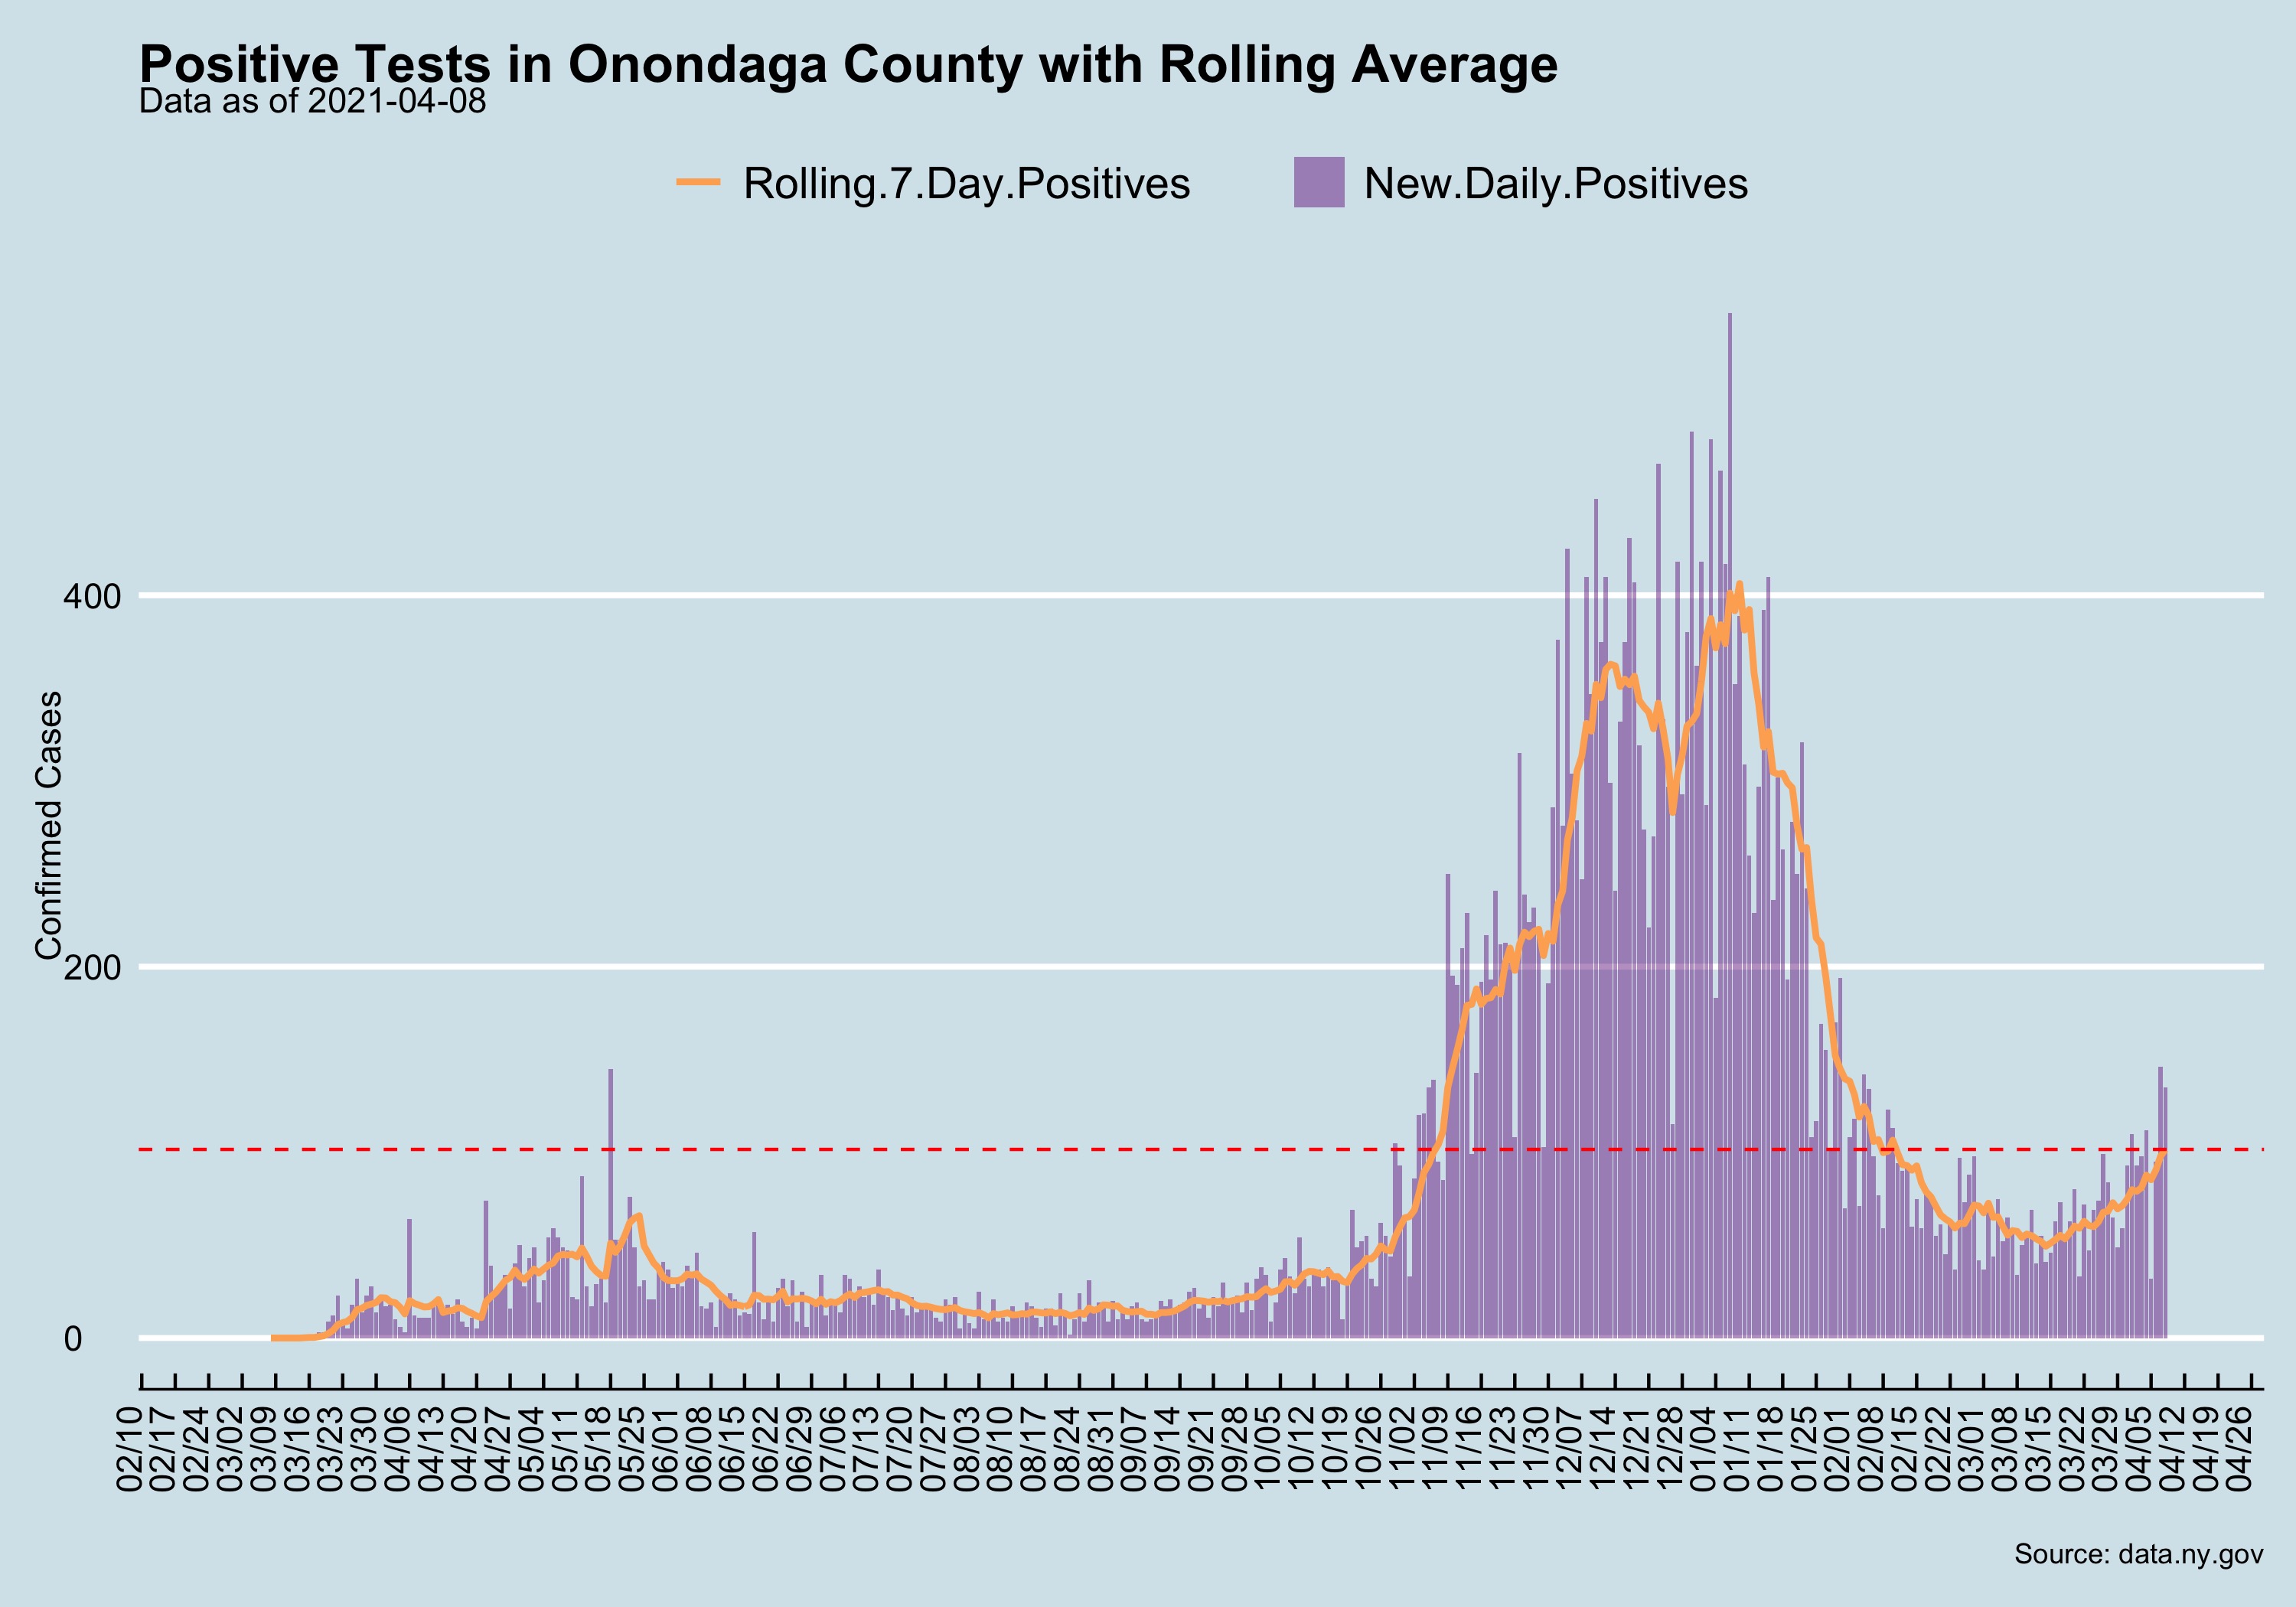 Positive Tests in Onondaga County with Rolling Average
Data as of 2021-04-08
Rolling.7.Day.Positives New.Daily.Positives
400
200
0
Confirmed Cases
02/10 02/17 02/24 03/02 03/09 03/16 03/23 03/30 04/06 04/13 04/20 04/27 05/04 05/11 05/18 05/25 06/01 06/08 06/15 06/22 06/29 07/06 07/13 07/20 07/27 08/03 08/10 08/17 08/24 08/31 09/07 09/14 09/21 09/28 10/05 10/12 10/19 10/26 11/02 11/09 11/16 11/23 11/30 12/07 12/14 12/21 12/28 01/04 01/11 01/18 01/25 02/01 02/08 02/15 02/22 03/01 03/08 03/15 03/22 03/29 04/05 04/12 04/19 04/26
Source: data.ny.gov